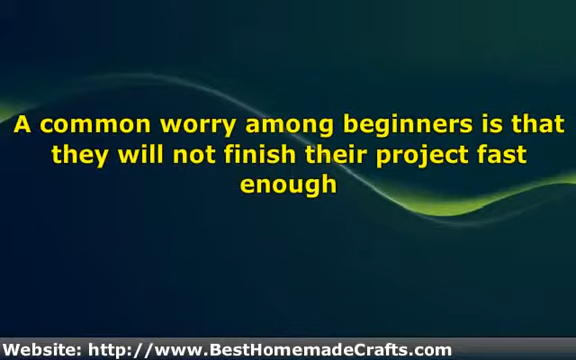 A common worry among beginners is that
they will not finish their project fast
enough
Website: http://www.BestHomemadeCrafts.com